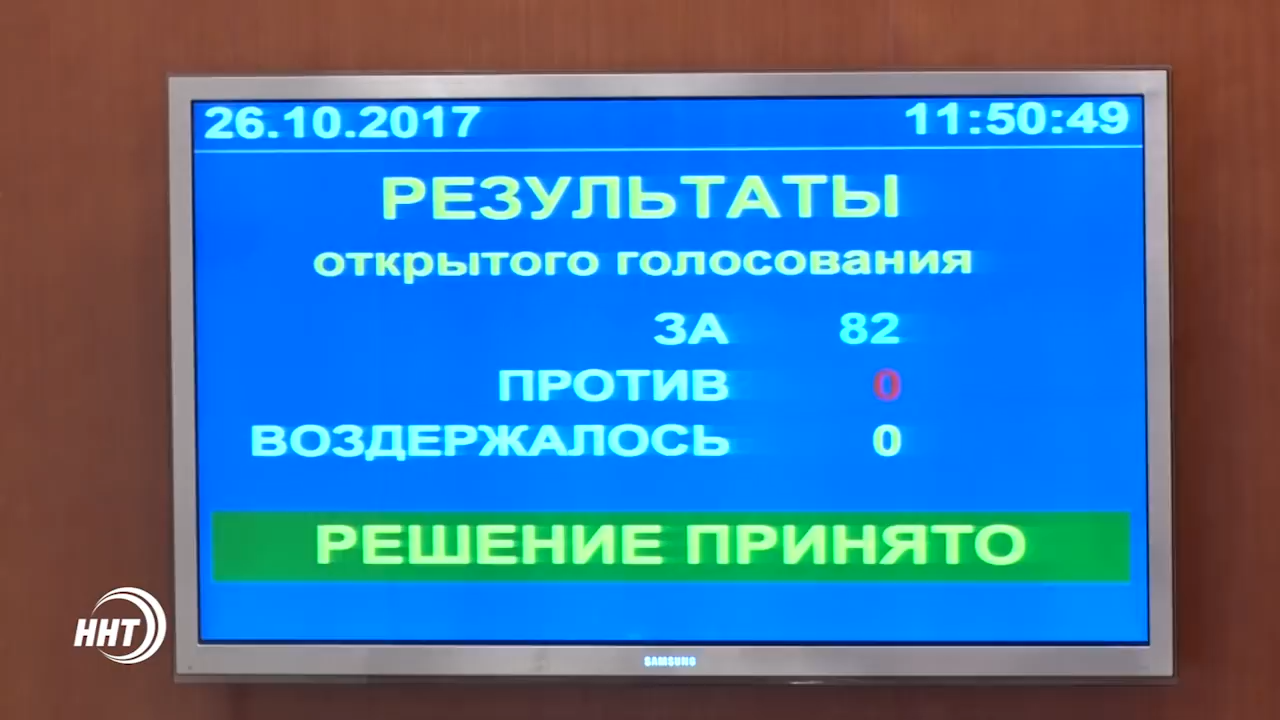 26.10.2017 11:50:49
РЕЗУЛЬТАТЫ
открытого голосования
ЗА 82
ПРОТИВ 0
ВОЗДЕРЖАЛОСЬ 0
РЕШЕНИЕ ПРИНЯТО
ННТ
SAMSUNG